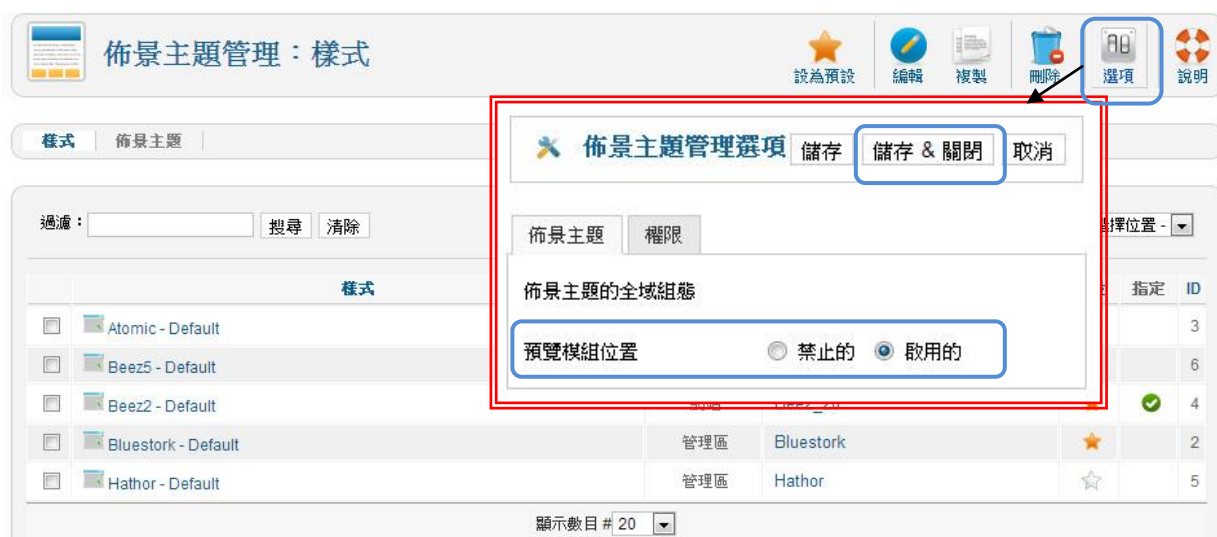 佈景主題管理：樣式
設為預設 編輯 複製 刪除 選項 說明
樣式 佈景主題
佈景主題管理選項 儲存 儲存 & 關閉 取消
過濾： 搜尋 清除
擇位置 -
佈景主題 權限
佈景主題的全域組態
預覽模組位置 禁止的 啟用的
樣式 指定 ID
Atomic - Default 3
Beez5 - Default 6
Beez2 - Default 4
Bluestork - Default 管理區 Bluestork 2
Hathor - Default 管理區 Hathor 5
顯示數目 # 20